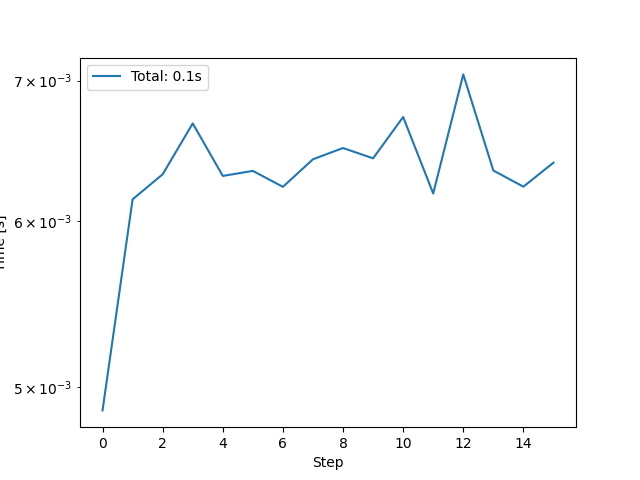 Total: 0.1s
7 × 10⁻³
6 × 10⁻³
5 × 10⁻³
Time [s]
0 2 4 6 8 10 12 14
Step